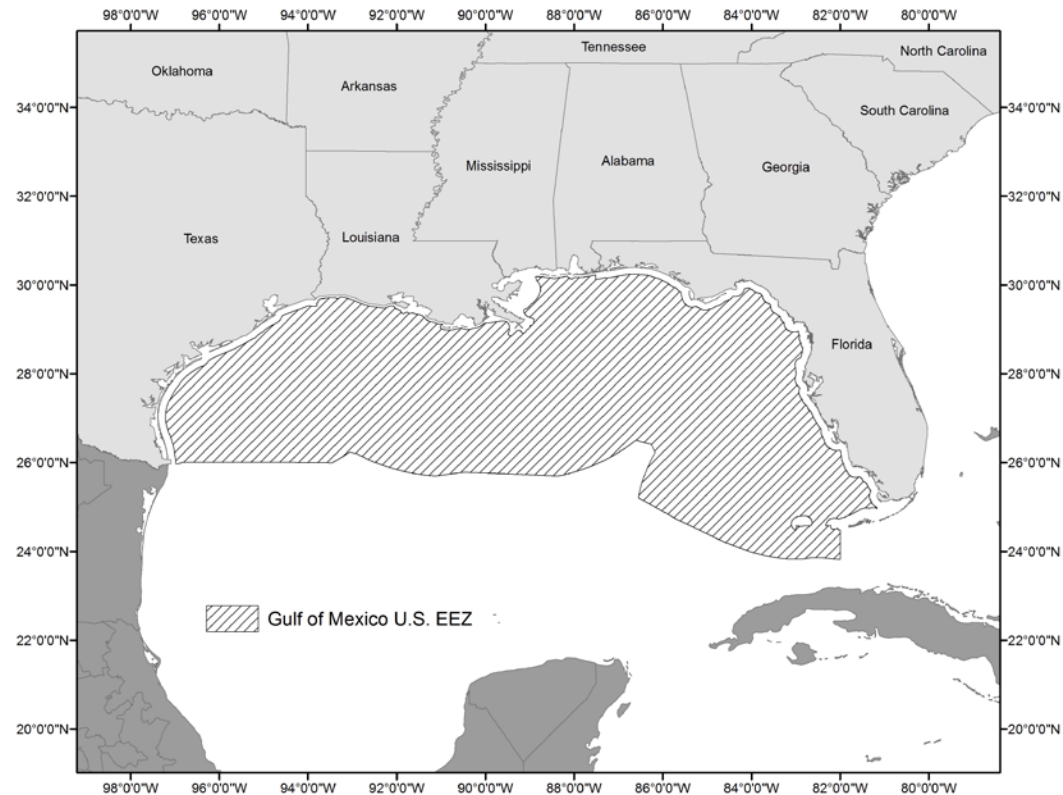 98°0'0"W 96°0'0"W 94°0'0"W 92°0'0"W 90°0'0"W 88°0'0"W 86°0'0"W 84°0'0"W 82°0'0"W 80°0'0"W
Tennessee
North Carolina
Oklahoma
Arkansas
34°0'0"N
South Carolina
34°0'0"N
Mississippi
Alabama
Georgia
32°0'0"N
32°0'0"N
Texas
Louisiana
30°0'0"N
30°0'0"N
Florida
28°0'0"N
28°0'0"N
26°0'0"N
26°0'0"N
24°0'0"N
24°0'0"N
Gulf of Mexico U.S. EEZ
22°0'0"N
22°0'0"N
20°0'0"N
20°0'0"N
98°0'0"W 96°0'0"W 94°0'0"W 92°0'0"W 90°0'0"W 88°0'0"W 86°0'0"W 84°0'0"W 82°0'0"W 80°0'0"W